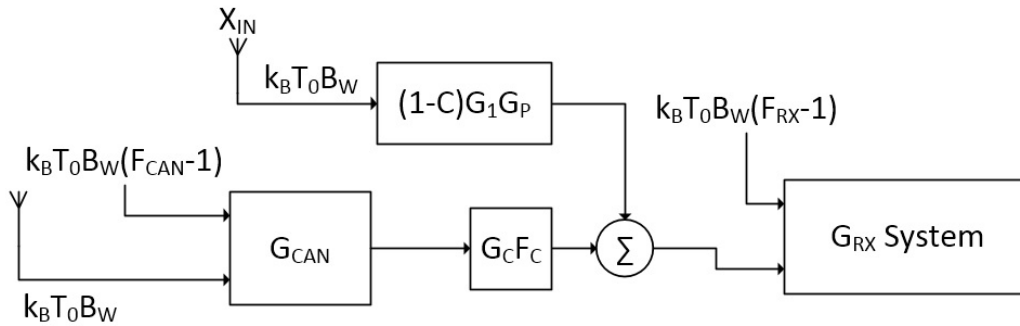 X_IN
k_BT_0B_W
(1-C)G_1G_P
k_BT_0B_W(F_RX-1)
k_BT_0B_W(F_CAN-1)
G_CAN
G_CF_C
Σ
G_RX System
k_BT_0B_W